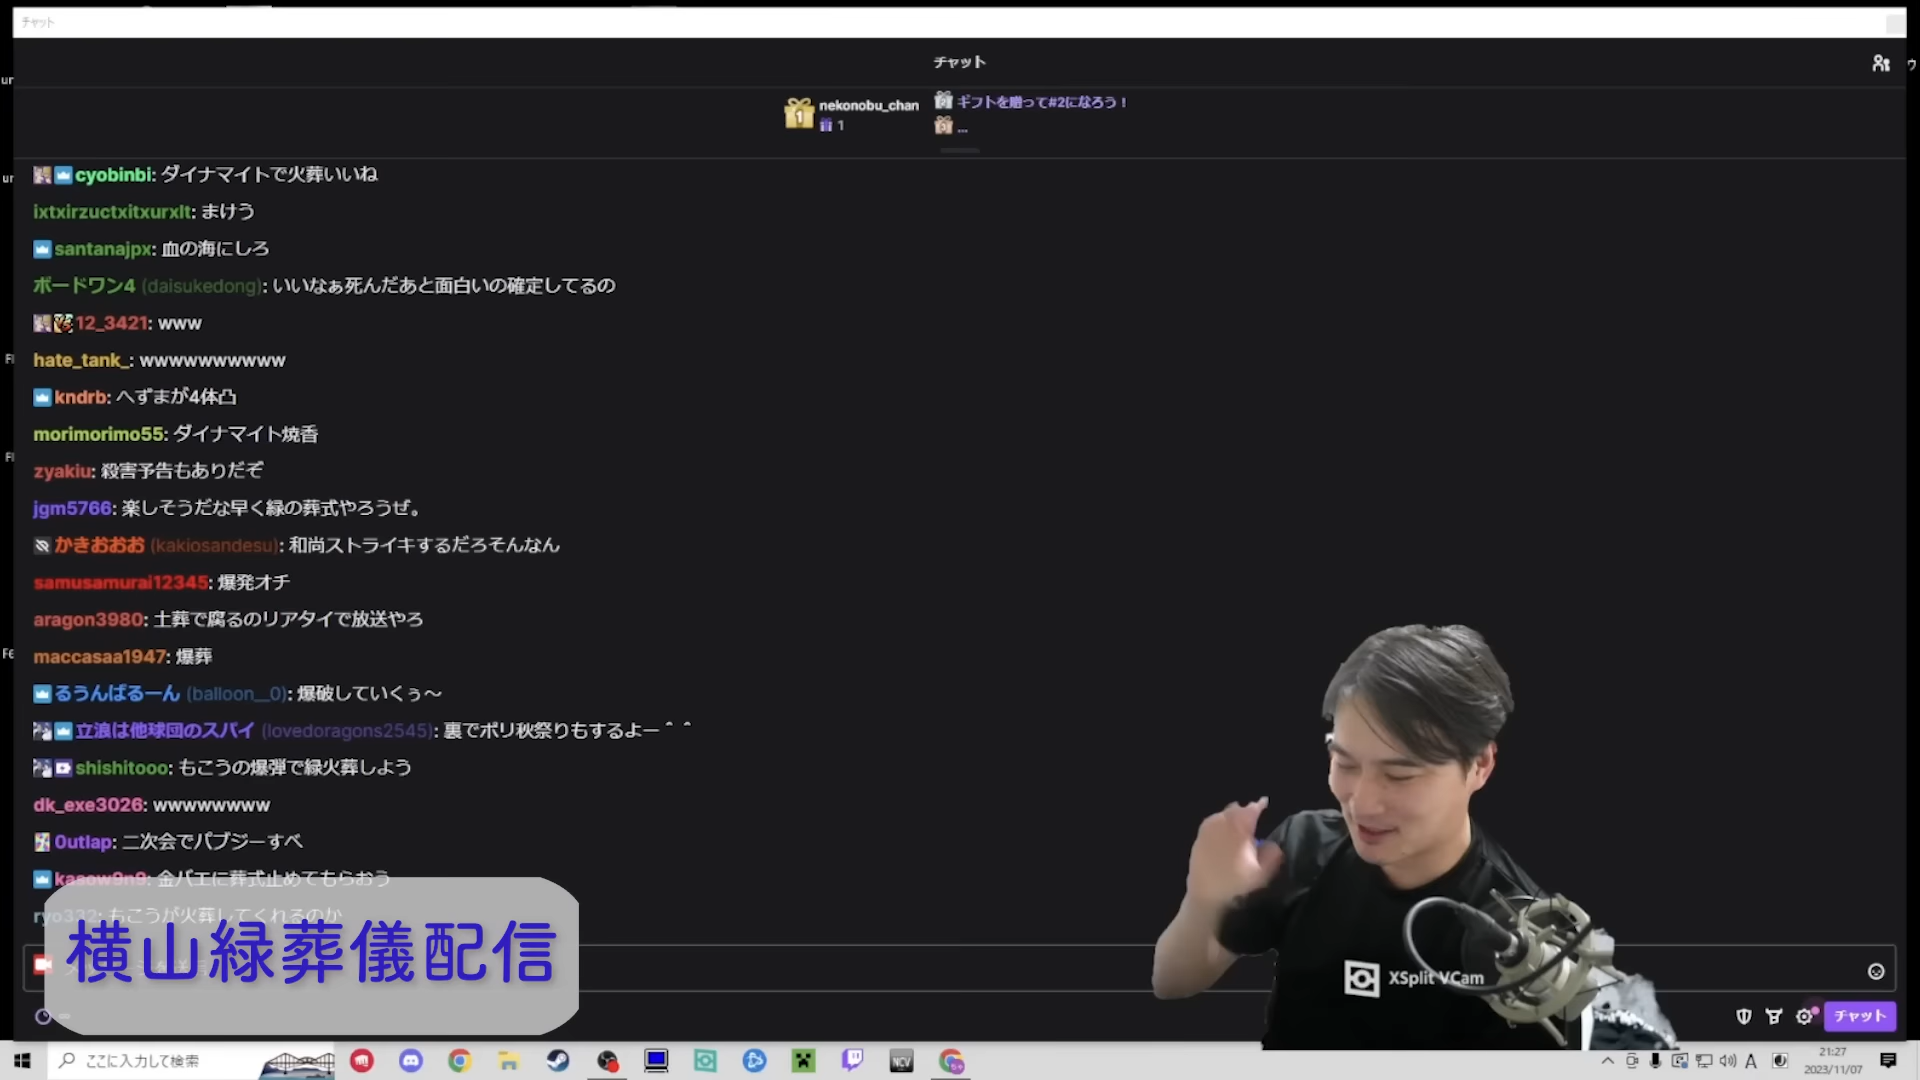 チャット
チャット
nekonobu_chan
1
1
ギフトを贈って#2になろう！
...
cyobinbi: ダイナマイトで火葬いいね
ixtxirzuctxitxurxlt: まけう
santanajpx: 血の海にしろ
ボードワン4 (daisukedong): いいなぁ死んだあと面白いの確定してるの
12_3421: www
hate_tank_: wwwwwwwwww
kndrb: へずまが4体凸
morimorimo55: ダイナマイト焼香
zyakiu: 殺害予告もありだぞ
jgm5766: 楽しそうだな早く緑の葬式やろうぜ。
かきおおお (kakiosandesu): 和尚ストライキするだろそんなん
samusamurai12345: 爆発オチ
aragon3980: 土葬で腐るのリアタイで放送やろ
maccasaa1947: 爆葬
るうんばるーん (balloon__0): 爆破していくぅ～
立浪は他球団のスパイ (lovedoragons2545): 裏でポリ秋祭りもするよー＾＾
shishitooo: もこうの爆弾で緑火葬しよう
dk_exe3026: wwwwwwww
0utlap: 二次会でパブジーすべ
kasow9n9: 金バエに葬式止めてもらおう
ryo332: もこうが火葬してくれるのか
横山緑葬儀配信
XSplit VCam
チャット
ここに入力して検索
NCV
A
21:27
2023/11/07